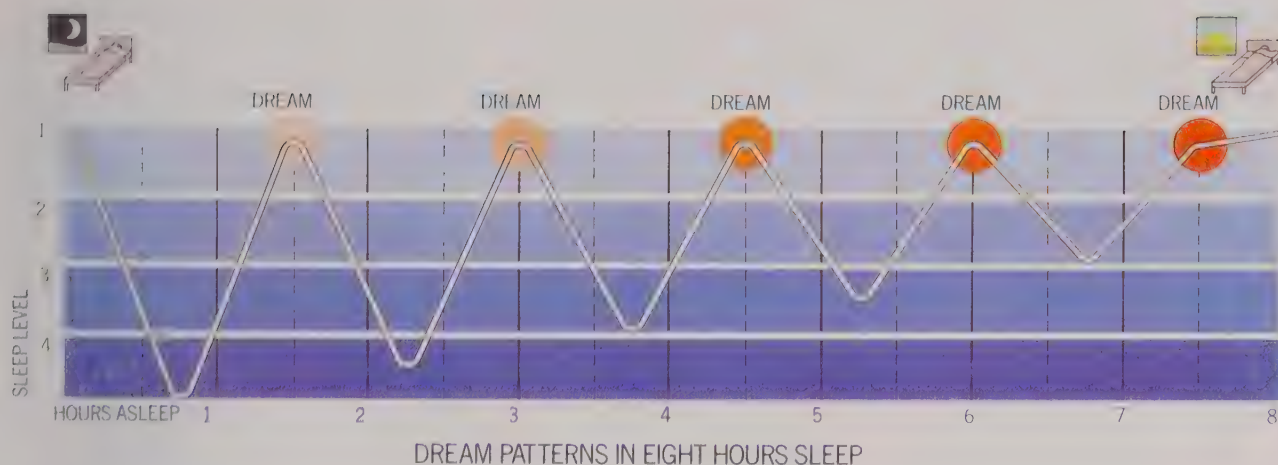 DREAM DREAM DREAM DREAM DREAM
1
2
3
4
SLEEP LEVEL
HOURS ASLEEP 1 2 3 4 5 6 7 8
DREAM PATTERNS IN EIGHT HOURS SLEEP